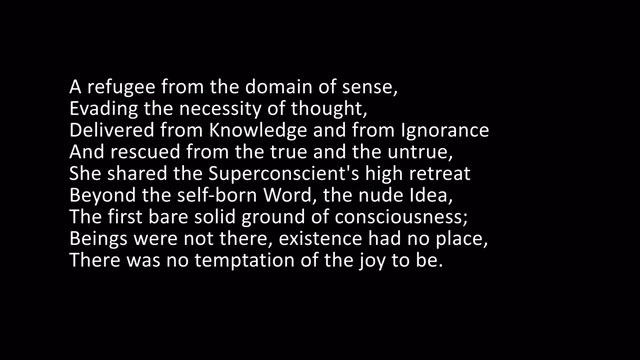 A refugee from the domain of sense,
Evading the necessity of thought,
Delivered from Knowledge and from Ignorance
And rescued from the true and the untrue,
She shared the Superconscient's high retreat
Beyond the self-born Word, the nude Idea,
The first bare solid ground of consciousness;
Beings were not there, existence had no place,
There was no temptation of the joy to be.